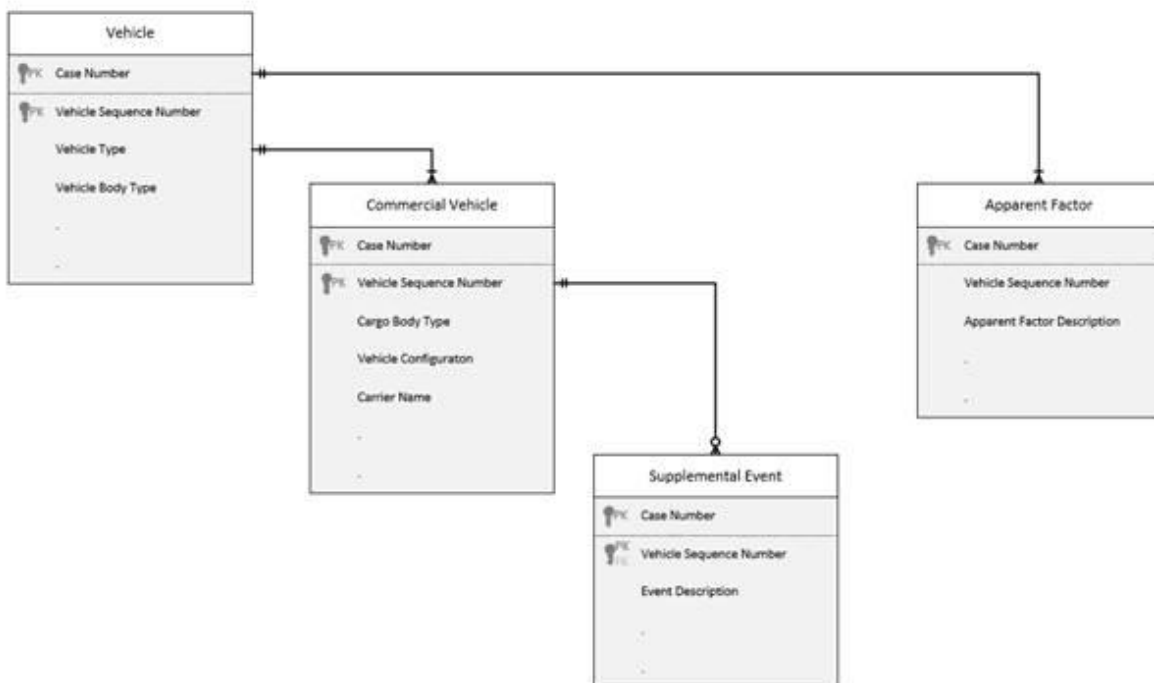 Vehicle
PK Case Number
PK Vehicle Sequence Number
Vehicle Type
Vehicle Body Type
.
.
Commercial Vehicle
PK Case Number
PK Vehicle Sequence Number
Cargo Body Type
Vehicle Configuraton
Carrier Name
.
.
Apparent Factor
PK Case Number
Vehicle Sequence Number
Apparent Factor Description
.
.
Supplemental Event
PK Case Number
PK
FK Vehicle Sequence Number
Event Description
.
.